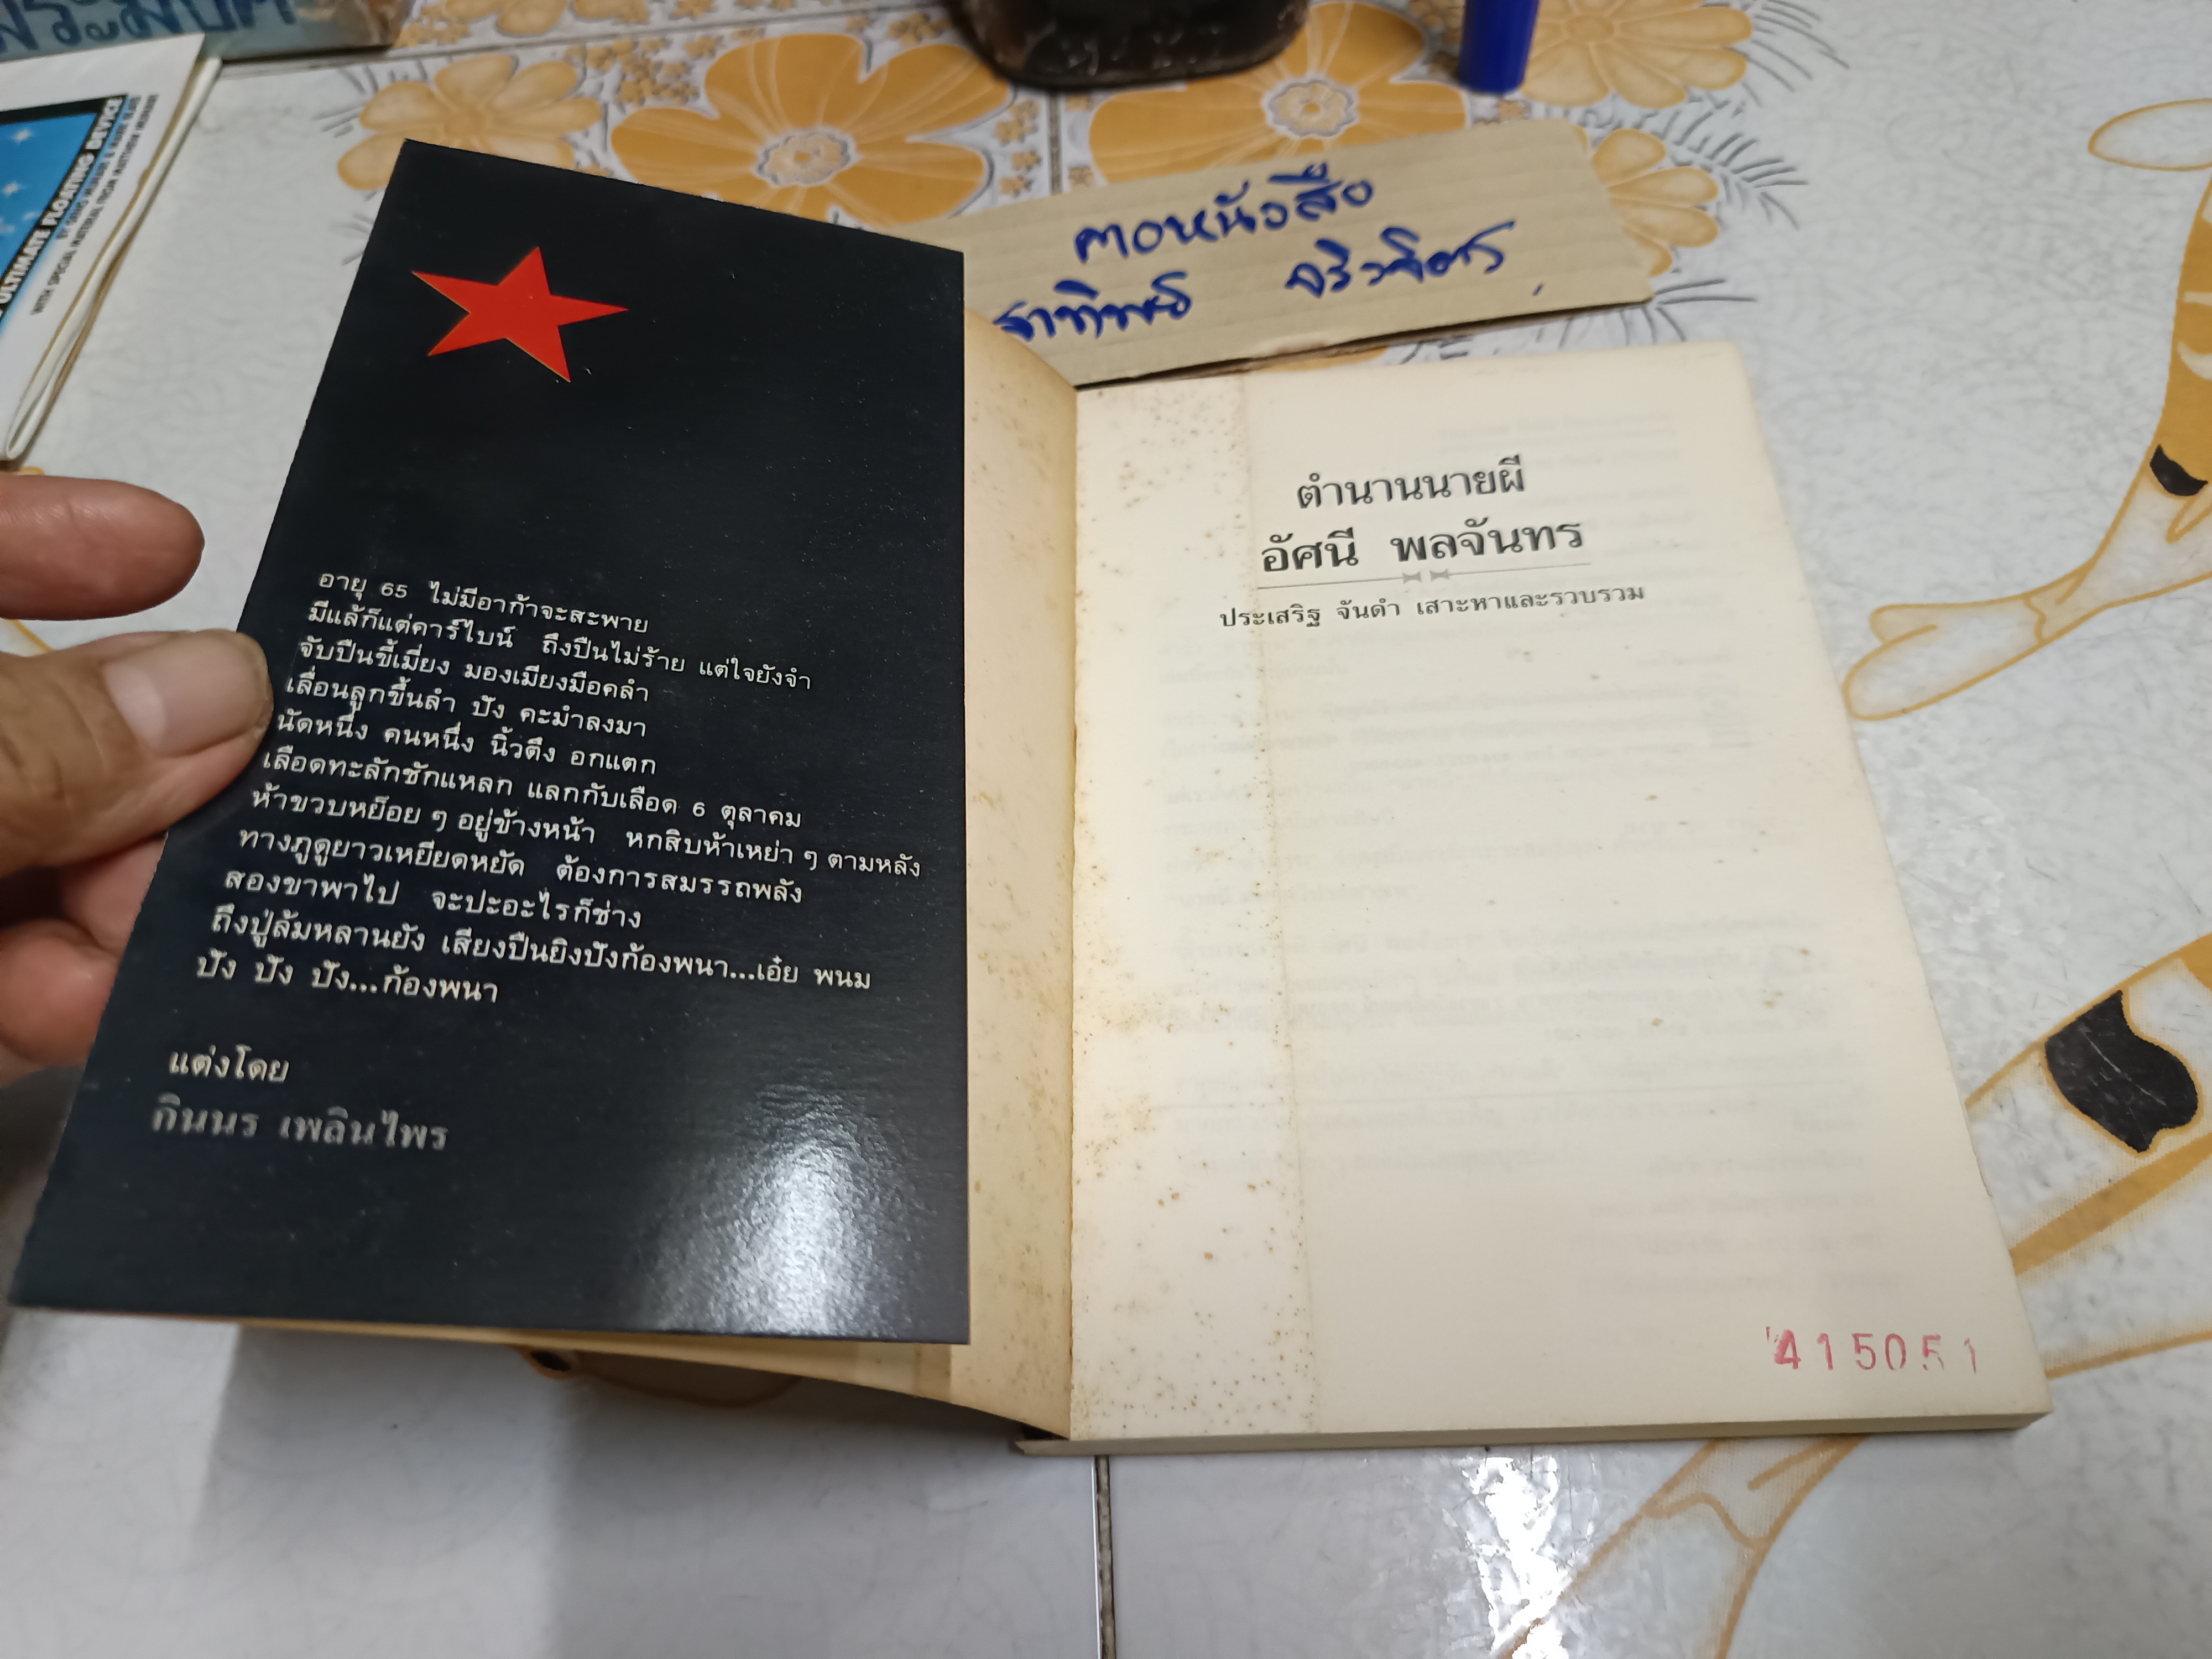 ULTIMATE FLOATING DEVICE
ตอหนังสือ
อายุ 65 ไม่มีอาก้าจะสะพาย
มีแล้ก็แต่คาร์ไบน์ ถึงปืนไม่ร้าย แต่ใจยังจำ
จับปืนขี้เมี่ยง มองเมียงมือคลำ
เลื่อนลูกขึ้นลำ ปัง คะมำลงมา
นัดหนึ่ง คนหนึ่ง นิ้วตึง อกแตก
เลือดทะลักชักแหลก แลกกับเลือด 6 ตุลาคม
ห้าขวบหย็อย ๆ อยู่ข้างหน้า หกสิบห้าเหย่า ๆ ตามหลัง
ทางภูดูยาวเหยียดหยัด ต้องการสมรรถพลัง
สองขาพาไป จะปะอะไรก็ช่าง
ถึงปู่ล้มหลานยัง เสียงปืนยิงปังก้องพนา...เอ๋ย พนม
ปัง ปัง ปัง...ก้องพนา
แต่งโดย
กินนร เพลินไพร
ตำนานนายผี
อัศนี พลจันทร
ประเสริฐ จันดำ เสาะหาและรวบรวม
415051